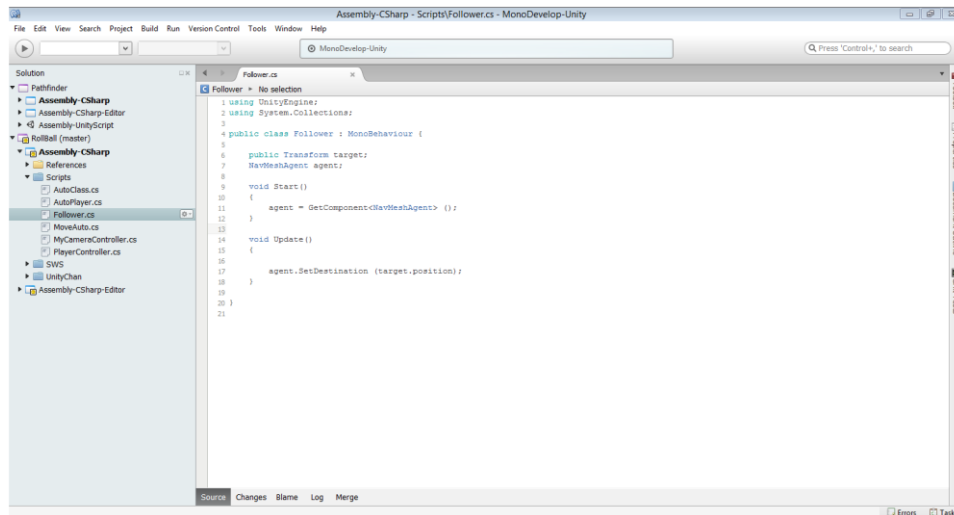 Assembly-CSharp - Scripts\Follower.cs - MonoDevelop-Unity
File Edit View Search Project Build Run Version Control Tools Window Help
MonoDevelop-Unity
Press 'Control+,' to search
Solution
Pathfinder
Assembly-CSharp
Assembly-CSharp-Editor
Assembly-UnityScript
RollBall (master)
Assembly-CSharp
References
Scripts
AutoClass.cs
AutoPlayer.cs
Follower.cs
MoveAuto.cs
MyCameraController.cs
PlayerController.cs
SWS
UnityChan
Assembly-CSharp-Editor
Follower.cs
Follower ▸ No selection
1 using UnityEngine;
2 using System.Collections;
3
4 public class Follower : MonoBehaviour {
5
6 public Transform target;
7 NavMeshAgent agent;
8
9 void Start()
10 {
11 agent = GetComponent<NavMeshAgent> ();
12 }
13
14 void Update()
15 {
16
17 agent.SetDestination (target.position);
18 }
19
20 }
21
Source Changes Blame Log Merge
Errors Task